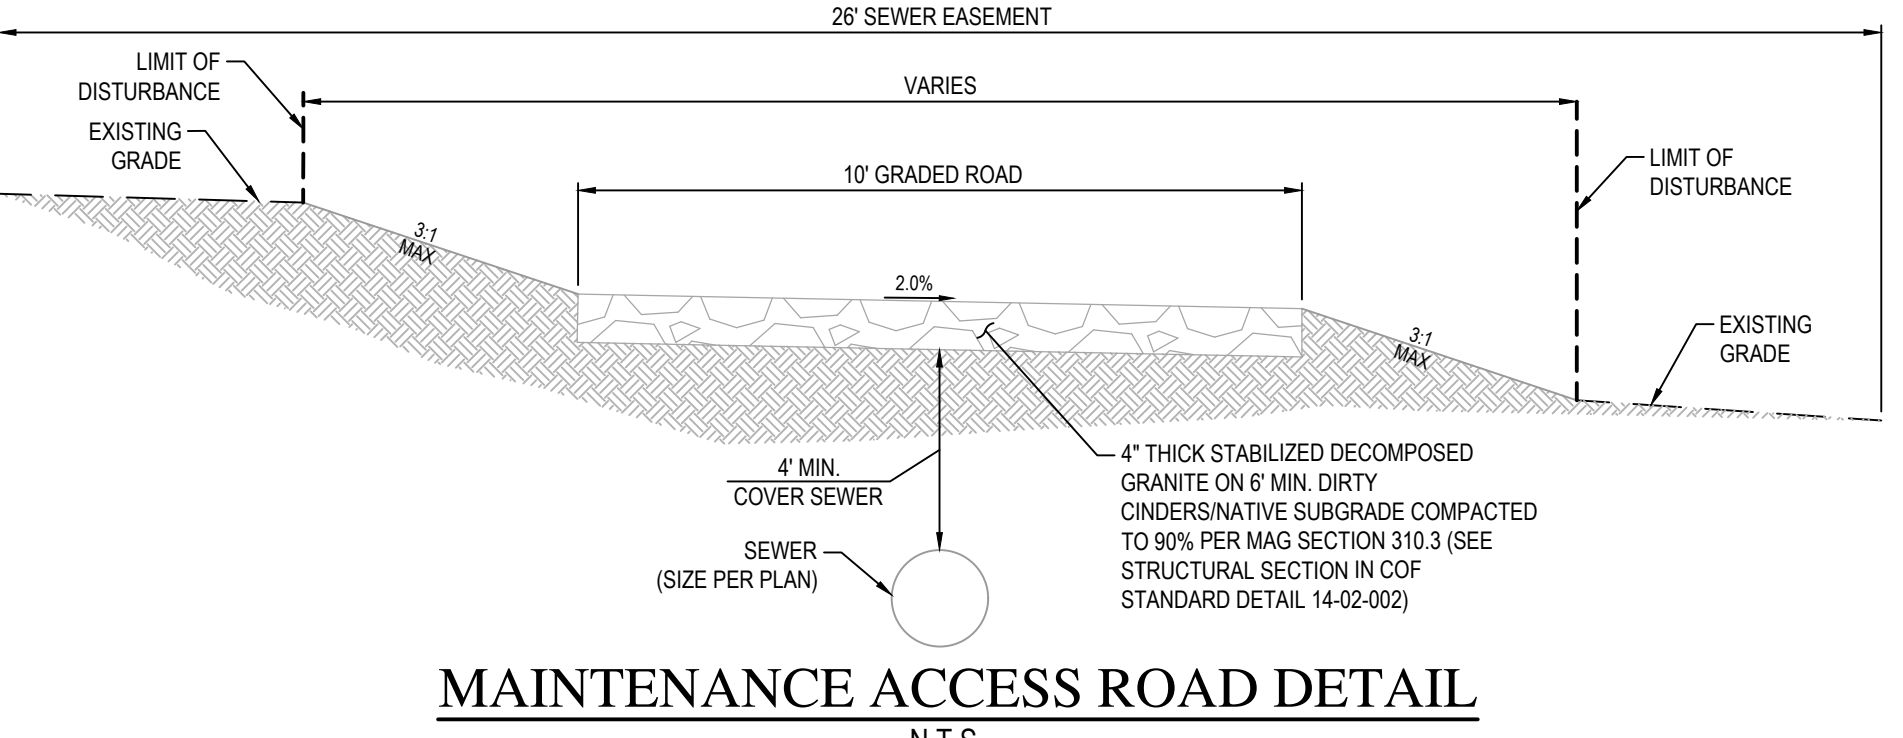 26' SEWER EASEMENT
LIMIT OF
DISTURBANCE
VARIES
EXISTING
GRADE
10' GRADED ROAD
LIMIT OF
DISTURBANCE
3:1
MAX
2.0%
3:1
MAX
EXISTING
GRADE
4' MIN.
COVER SEWER
4" THICK STABILIZED DECOMPOSED
GRANITE ON 6' MIN. DIRTY
CINDERS/NATIVE SUBGRADE COMPACTED
TO 90% PER MAG SECTION 310.3 (SEE
STRUCTURAL SECTION IN COF
STANDARD DETAIL 14-02-002)
SEWER
(SIZE PER PLAN)
MAINTENANCE ACCESS ROAD DETAIL
N.T.S.